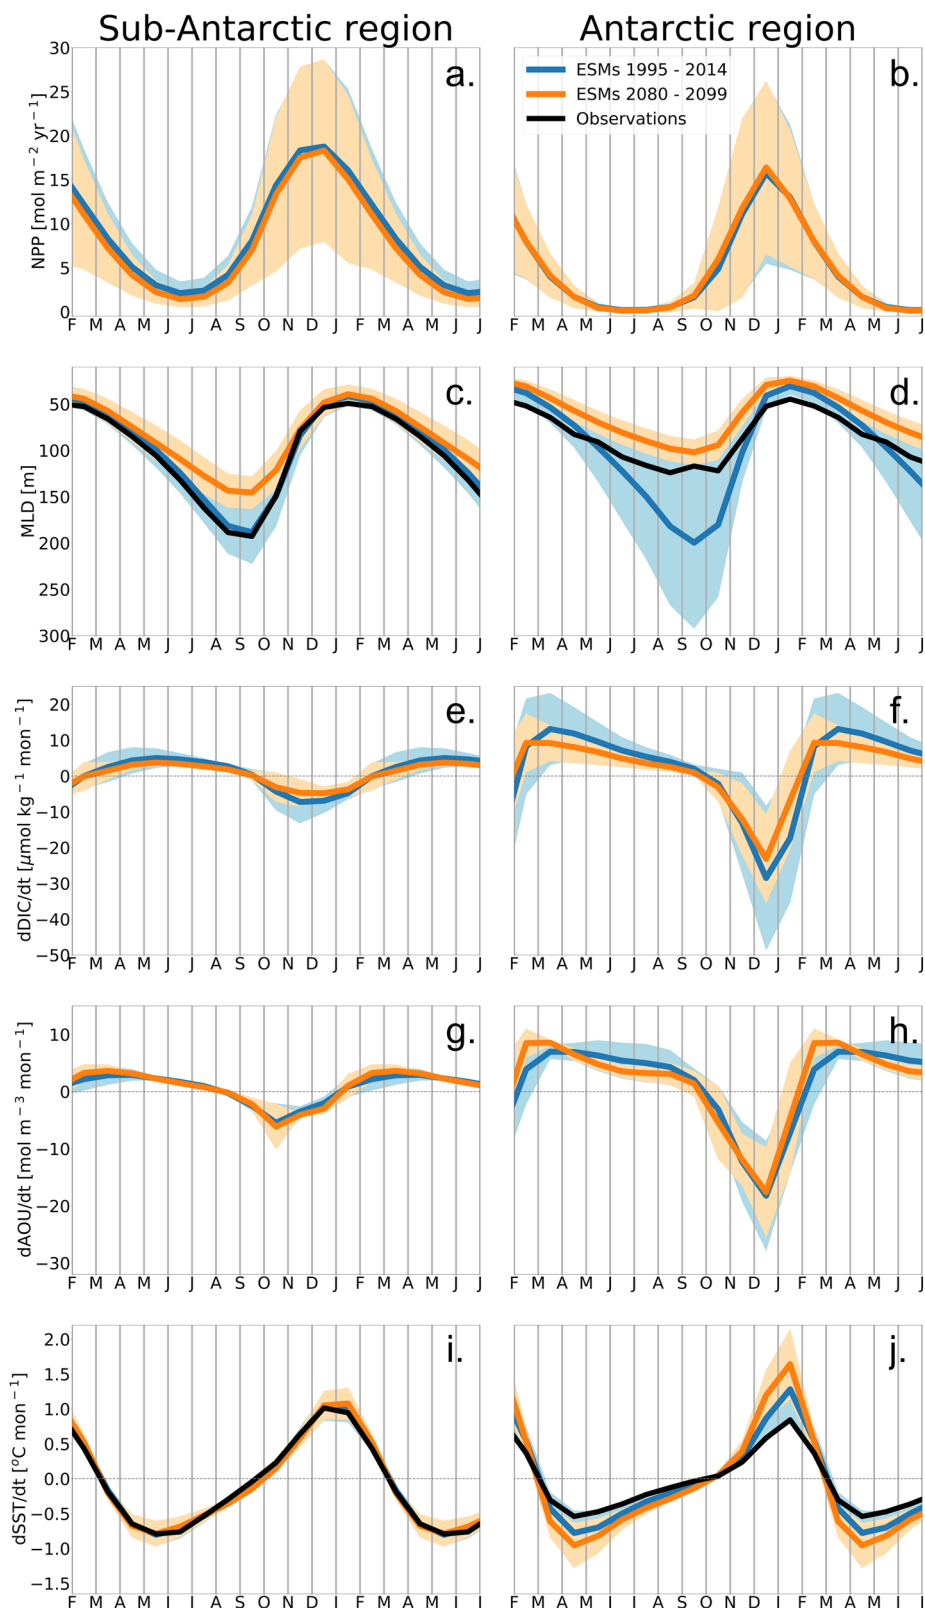 Sub-Antarctic region
Antarctic region
a.
NPP [mol m⁻² yr⁻¹]
30
25
20
15
10
5
0
F M A M J J A S O N D J F M A M J J
b.
ESMs 1995 - 2014
ESMs 2080 - 2099
Observations
F M A M J J A S O N D J F M A M J J
c.
MLD [m]
50
100
150
200
250
300
F M A M J J A S O N D J F M A M J J
d.
F M A M J J A S O N D J F M A M J J
e.
dDIC/dt [μmol kg⁻¹ mon⁻¹]
20
10
0
−10
−20
−30
−40
−50
F M A M J J A S O N D J F M A M J J
f.
F M A M J J A S O N D J F M A M J J
g.
dAOU/dt [mol m⁻³ mon⁻¹]
10
0
−10
−20
−30
F M A M J J A S O N D J F M A M J J
h.
F M A M J J A S O N D J F M A M J J
i.
dSST/dt [°C mon⁻¹]
2.0
1.5
1.0
0.5
0.0
−0.5
−1.0
−1.5
F M A M J J A S O N D J F M A M J J
j.
F M A M J J A S O N D J F M A M J J